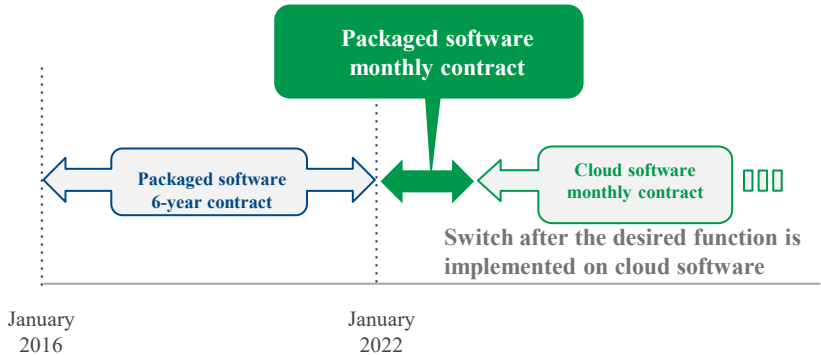 Packaged software
monthly contract
Packaged software
6-year contract
Cloud software
monthly contract
Switch after the desired function is
implemented on cloud software
January
2016
January
2022